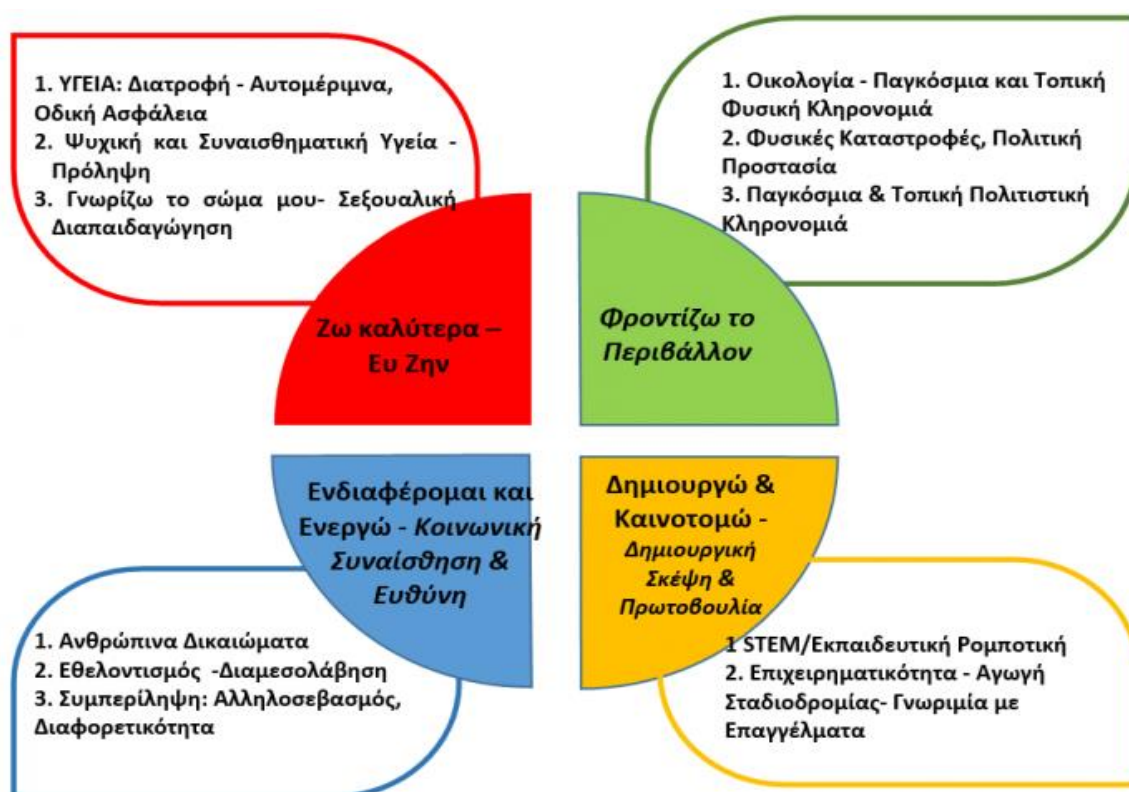 1. ΥΓΕΙΑ: Διατροφή - Αυτομέριμνα,
Οδική Ασφάλεια
2. Ψυχική και Συναισθηματική Υγεία -
Πρόληψη
3. Γνωρίζω το σώμα μου- Σεξουαλική
Διαπαιδαγώγηση
1. Οικολογία - Παγκόσμια και Τοπική
Φυσική Κληρονομιά
2. Φυσικές Καταστροφές, Πολιτική
Προστασία
3. Παγκόσμια & Τοπική Πολιτιστική
Κληρονομιά
Ζω καλύτερα –
Ευ Ζην
Φροντίζω το
Περιβάλλον
Ενδιαφέρομαι και
Ενεργώ - Κοινωνική
Συναίσθηση &
Ευθύνη
Δημιουργώ &
Καινοτομώ -
Δημιουργική
Σκέψη &
Πρωτοβουλία
1. Ανθρώπινα Δικαιώματα
2. Εθελοντισμός -Διαμεσολάβηση
3. Συμπερίληψη: Αλληλοσεβασμός,
Διαφορετικότητα
1 STEM/Εκπαιδευτική Ρομποτική
2. Επιχειρηματικότητα - Αγωγή
Σταδιοδρομίας- Γνωριμία με
Επαγγέλματα